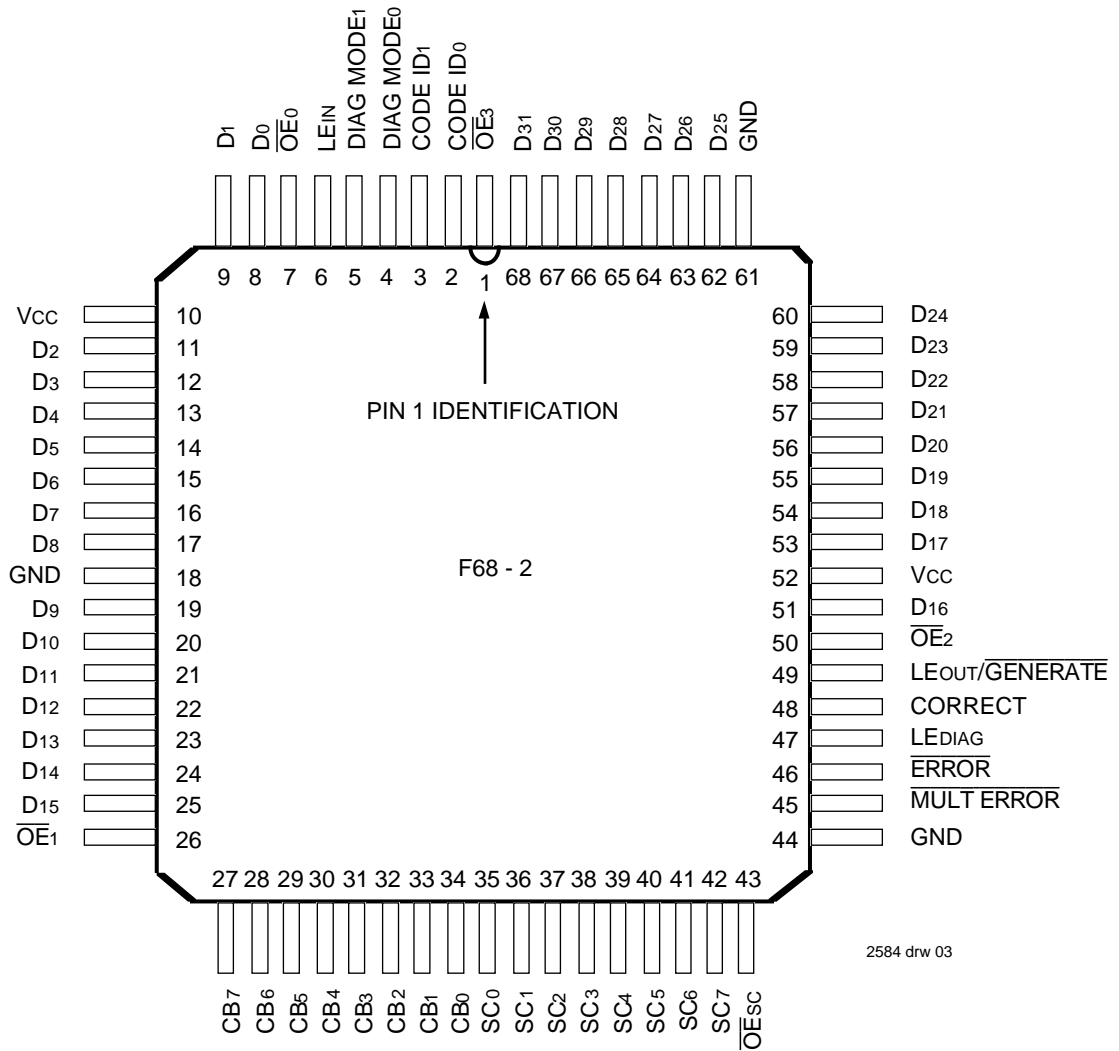 D1
D0
OE0
LEIN
DIAG MODE1
DIAG MODE0
CODE ID1
CODE ID0
OE3
D31
D30
D29
D28
D27
D26
D25
GND
9 8 7 6 5 4 3 2 1 68 67 66 65 64 63 62 61
VCC 10
D2 11
D3 12
D4 13
D5 14
D6 15
D7 16
D8 17
GND 18
D9 19
D10 20
D11 21
D12 22
D13 23
D14 24
D15 25
OE1 26
PIN 1 IDENTIFICATION
F68 - 2
60 D24
59 D23
58 D22
57 D21
56 D20
55 D19
54 D18
53 D17
52 VCC
51 D16
50 OE2
49 LEOUT/GENERATE
48 CORRECT
47 LEDIAG
46 ERROR
45 MULT ERROR
44 GND
27 28 29 30 31 32 33 34 35 36 37 38 39 40 41 42 43
CB7
CB6
CB5
CB4
CB3
CB2
CB1
CB0
SC0
SC1
SC2
SC3
SC4
SC5
SC6
SC7
OESC
2584 drw 03